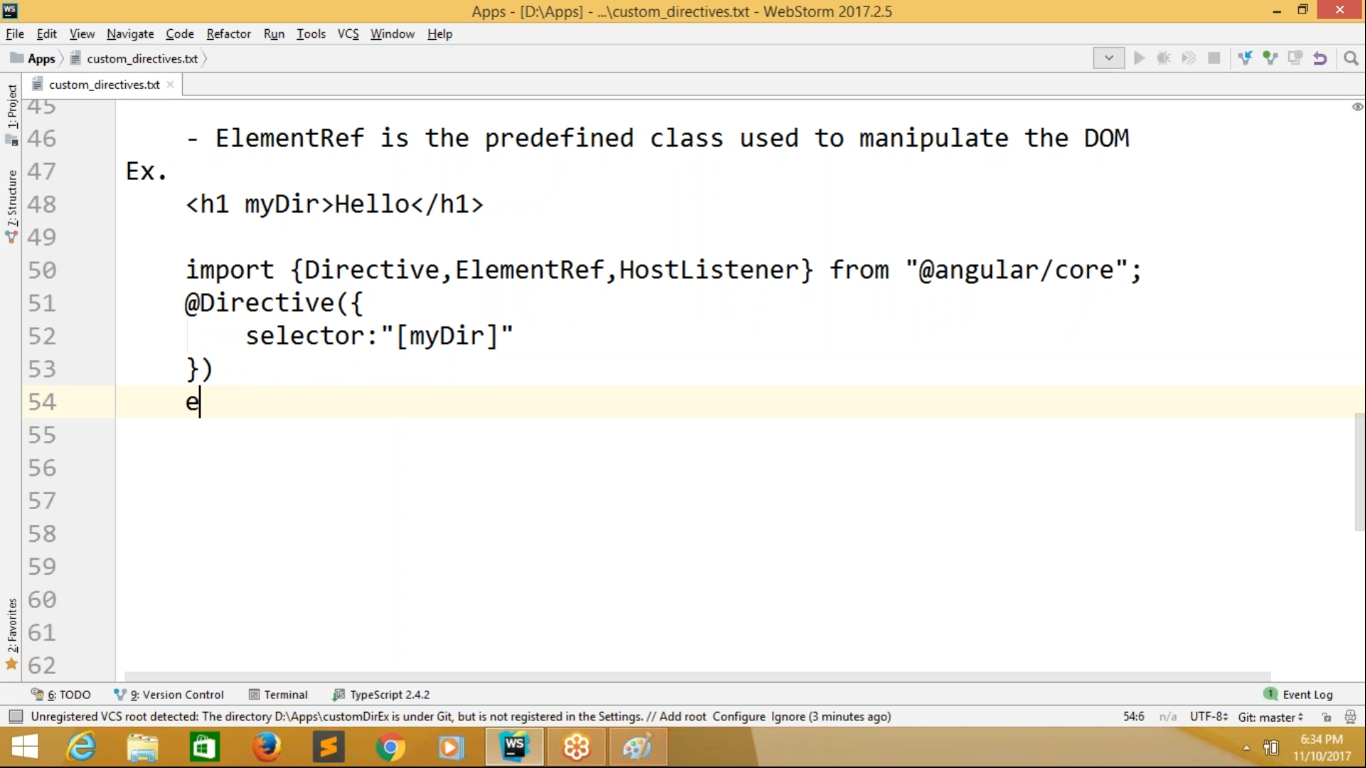 WS
Apps - [D:\Apps] - ...\custom_directives.txt - WebStorm 2017.2.5
File Edit View Navigate Code Refactor Run Tools VCS Window Help
Apps custom_directives.txt
custom_directives.txt
1: Project
7: Structure
2: Favorites
45
46 - ElementRef is the predefined class used to manipulate the DOM
47 Ex.
48 <h1 myDir>Hello</h1>
49
50 import {Directive,ElementRef,HostListener} from "@angular/core";
51 @Directive({
52 selector:"[myDir]"
53 })
54 e
55
56
57
58
59
60
61
62
6: TODO 9: Version Control Terminal TypeScript 2.4.2 1 Event Log
Unregistered VCS root detected: The directory D:\Apps\customDirEx is under Git, but is not registered in the Settings. // Add root Configure Ignore (3 minutes ago) 54:6 n/a UTF-8 Git: master
WS
6:34 PM
11/10/2017